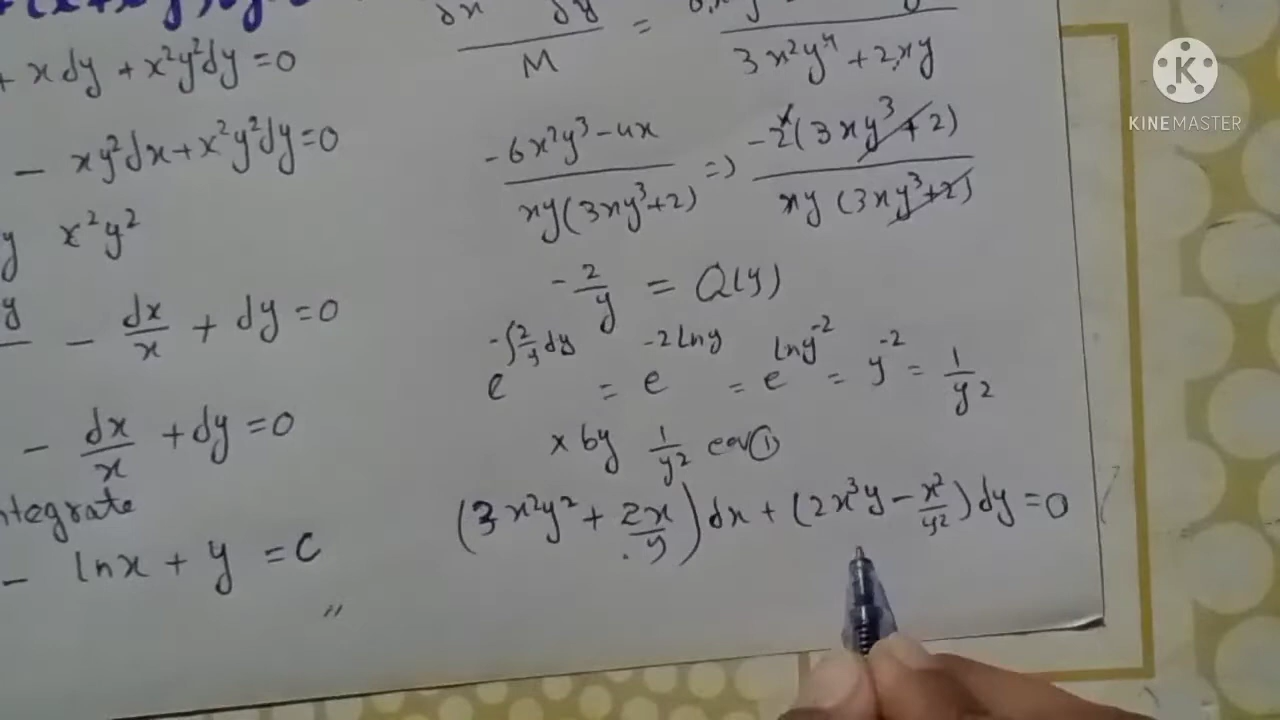 + x dy + x²y²dy = 0
- xy²dx + x²y²dy = 0
y x²y²
y
- dx/x + dy = 0
- dx/x + dy = 0
ntegrate
- lnx + y = C
"
∂x ∂y
M = 3x²y⁴ + 2xy
-6x²y³ - 4x / xy(3xy³+2) => -2x(3xy³+2) / xy(3xy³+2)
-2/y = Q(y)
e^(-∫2/y dy) = e^(-2lny) = e^(lny^-2) = y^-2 = 1/y²
x by 1/y² eq ①
(3x²y² + 2x/y) dx + (2x³y - x²/y²) dy = 0
K
KINEMASTER